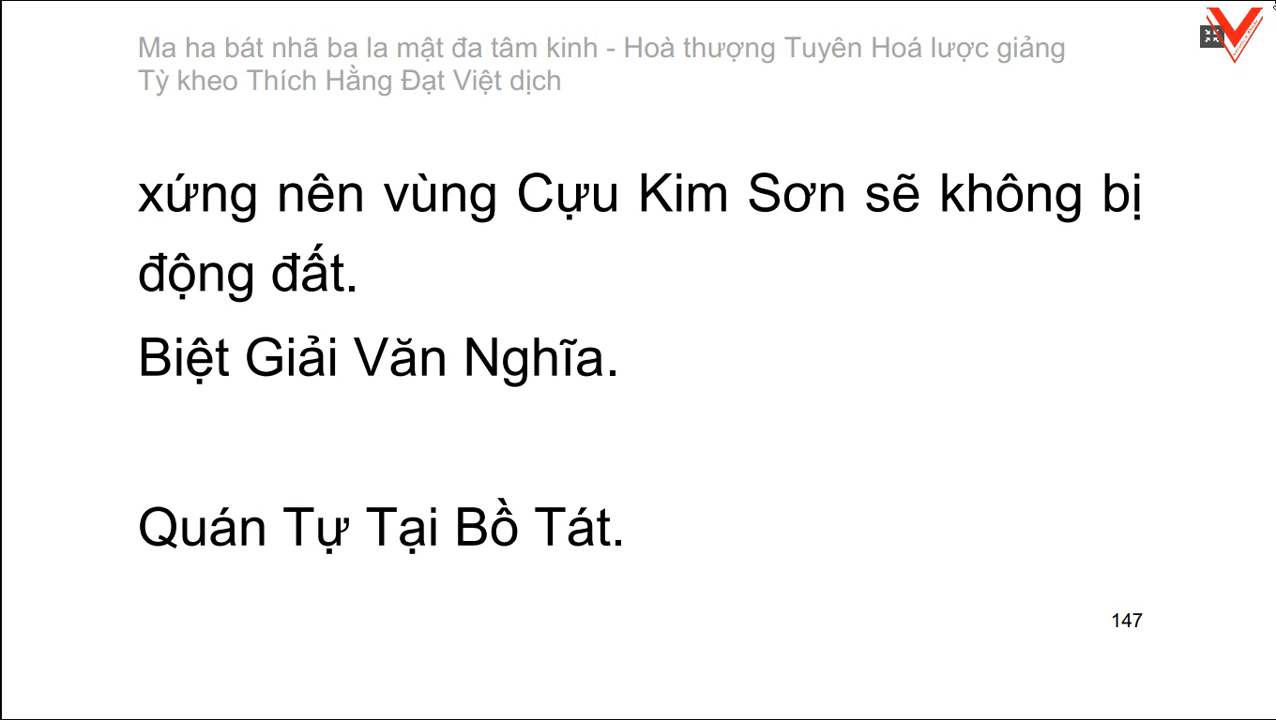 Ma ha bát nhã ba la mật đa tâm kinh - Hoà thượng Tuyên Hoá lược giảng
Tỳ kheo Thích Hằng Đạt Việt dịch
xứng nên vùng Cựu Kim Sơn sẽ không bị
động đất.
Biệt Giải Văn Nghĩa.
Quán Tự Tại Bồ Tát.
147